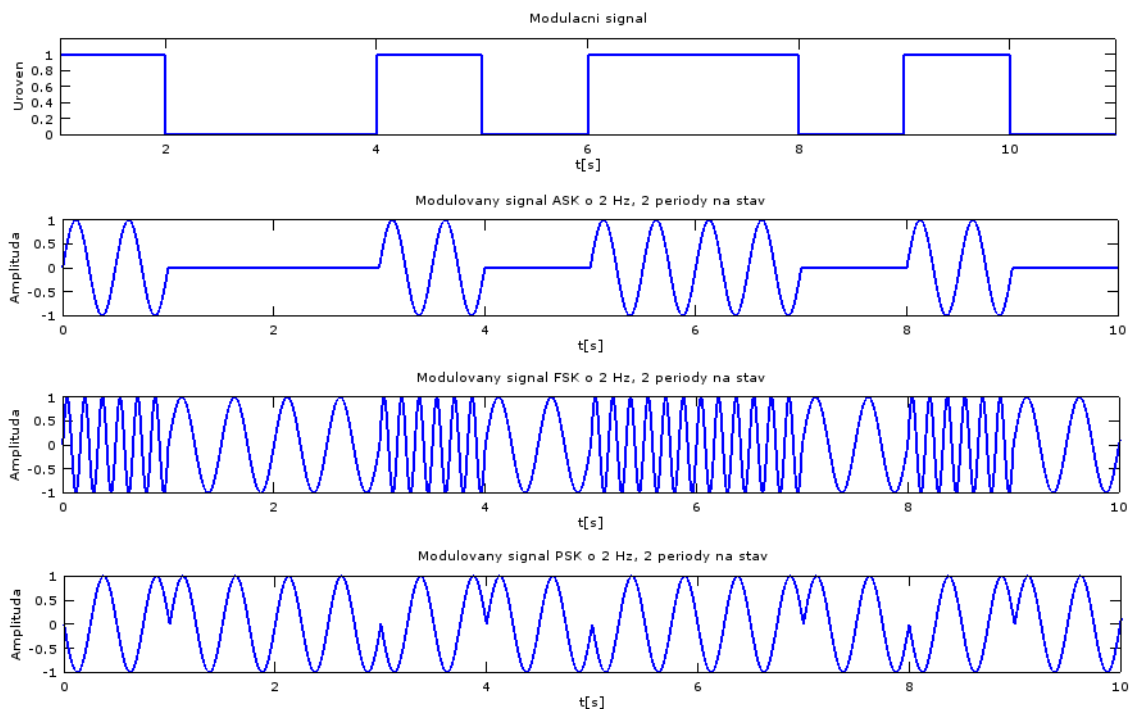 Modulacni signal
Uroven
1
0.8
0.6
0.4
0.2
0
2 4 6 8 10
t[s]
Modulovany signal ASK o 2 Hz, 2 periody na stav
Amplituda
1
0.5
0
-0.5
-1
0 2 4 6 8 10
t[s]
Modulovany signal FSK o 2 Hz, 2 periody na stav
Amplituda
1
0.5
0
-0.5
-1
0 2 4 6 8 10
t[s]
Modulovany signal PSK o 2 Hz, 2 periody na stav
Amplituda
1
0.5
0
-0.5
-1
0 2 4 6 8 10
t[s]